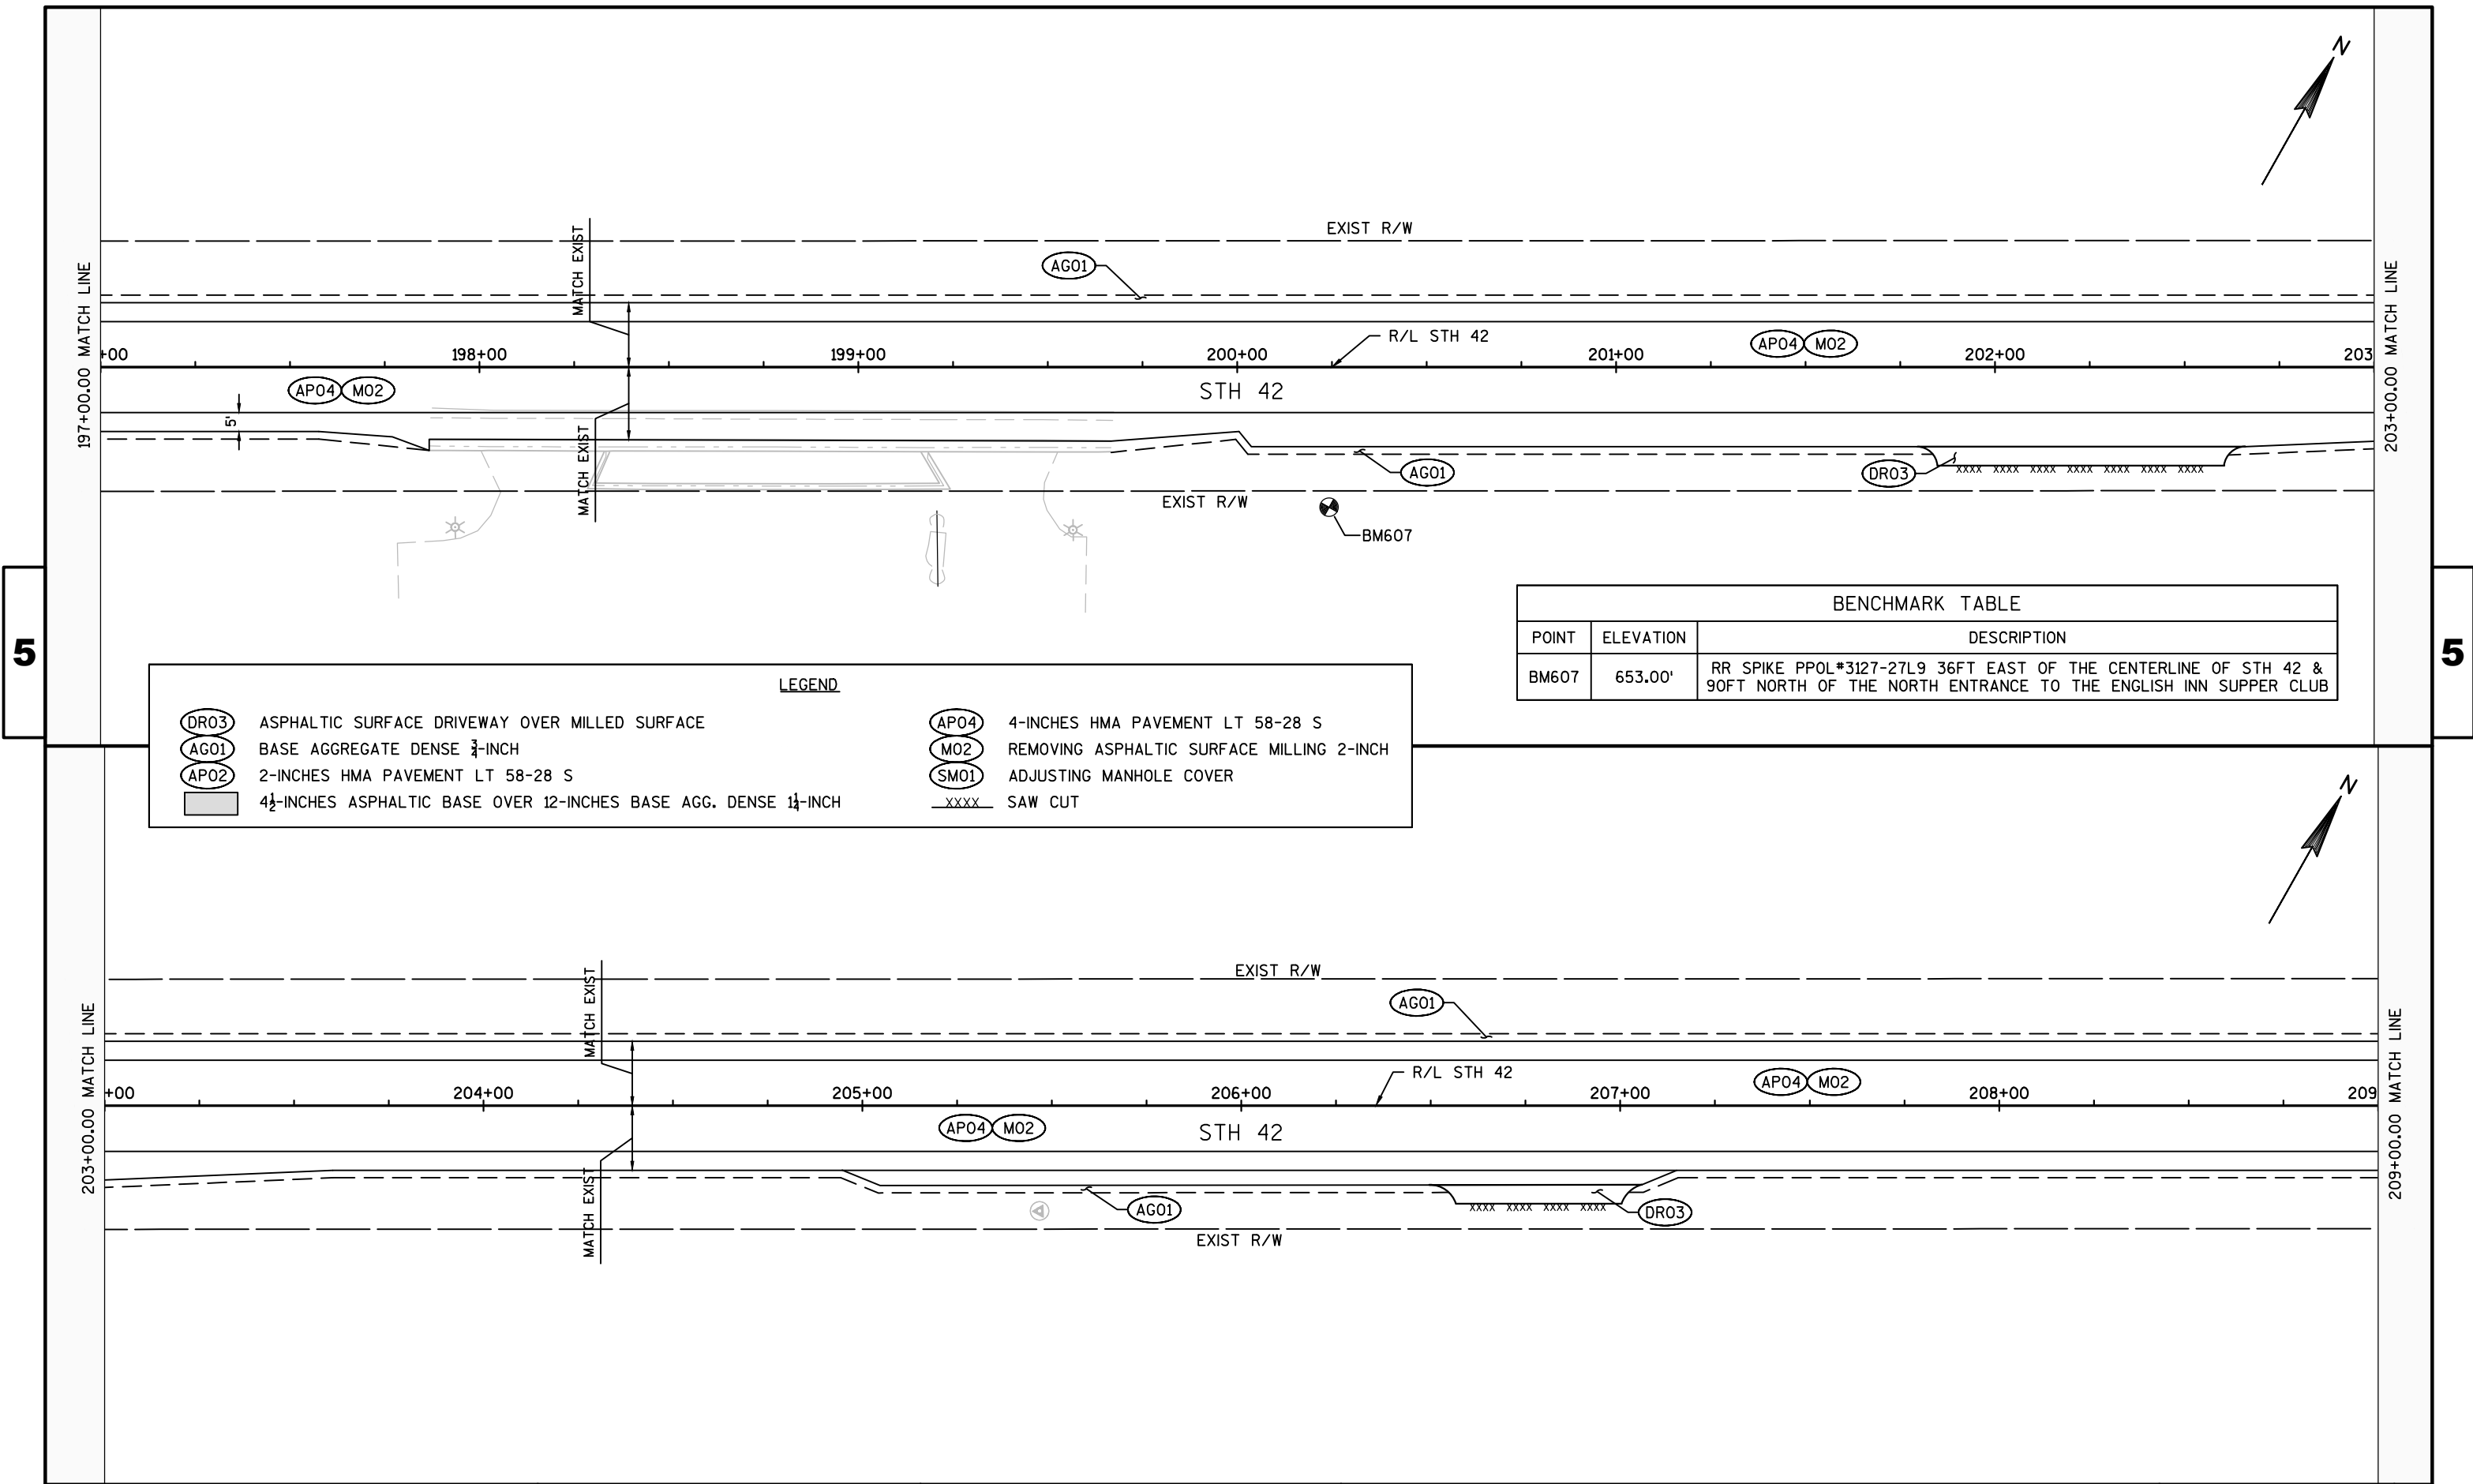 N
EXIST R/W
MATCH EXIST
AG01
197+00.00 MATCH LINE
203+00.00 MATCH LINE
R/L STH 42
AP04 M02
+00 198+00 199+00 200+00 201+00 202+00 203
AP04 M02
STH 42
5'
MATCH EXIST
AG01
DR03
XXXX XXXX XXXX XXXX XXXX XXXX XXXX
EXIST R/W
BM607
5
5
BENCHMARK TABLE
POINT ELEVATION DESCRIPTION
BM607 653.00' RR SPIKE PPOL#3127-27L9 36FT EAST OF THE CENTERLINE OF STH 42 &
90FT NORTH OF THE NORTH ENTRANCE TO THE ENGLISH INN SUPPER CLUB
LEGEND
DR03 ASPHALTIC SURFACE DRIVEWAY OVER MILLED SURFACE
AG01 BASE AGGREGATE DENSE 3/4-INCH
AP02 2-INCHES HMA PAVEMENT LT 58-28 S
4 1/2-INCHES ASPHALTIC BASE OVER 12-INCHES BASE AGG. DENSE 1 1/4-INCH
AP04 4-INCHES HMA PAVEMENT LT 58-28 S
M02 REMOVING ASPHALTIC SURFACE MILLING 2-INCH
SM01 ADJUSTING MANHOLE COVER
XXXX SAW CUT
N
EXIST R/W
MATCH EXIST
AG01
203+00.00 MATCH LINE
209+00.00 MATCH LINE
R/L STH 42
AP04 M02
+00 204+00 205+00 206+00 207+00 208+00 209
AP04 M02
STH 42
MATCH EXIST
AG01
XXXX XXXX XXXX XXXX
DR03
EXIST R/W